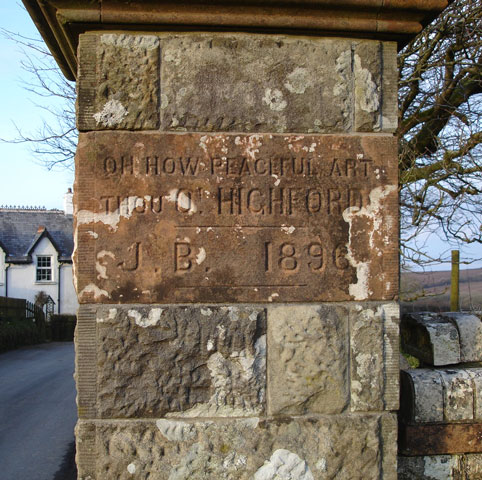 OH HOW PEACEFUL ART
THOU O! HIGHFORD
J. B. 1896